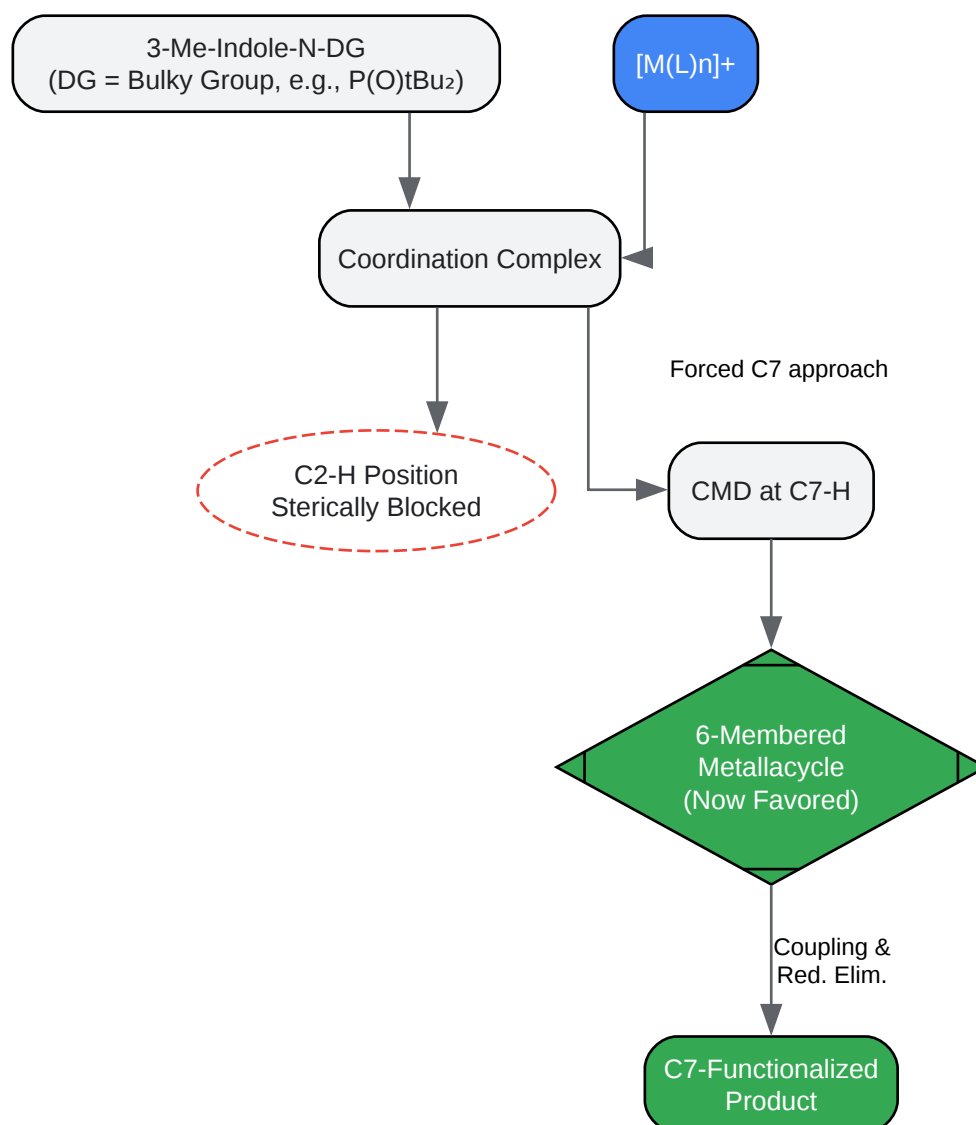 3-Me-Indole-N-DG
(DG = Bulky Group, e.g., P(O)tBu₂)
[M(L)n]+
Coordination Complex
Forced C7 approach
C2-H Position
Sterically Blocked
CMD at C7-H
6-Membered
Metallacycle
(Now Favored)
Coupling &
Red. Elim.
C7-Functionalized
Product